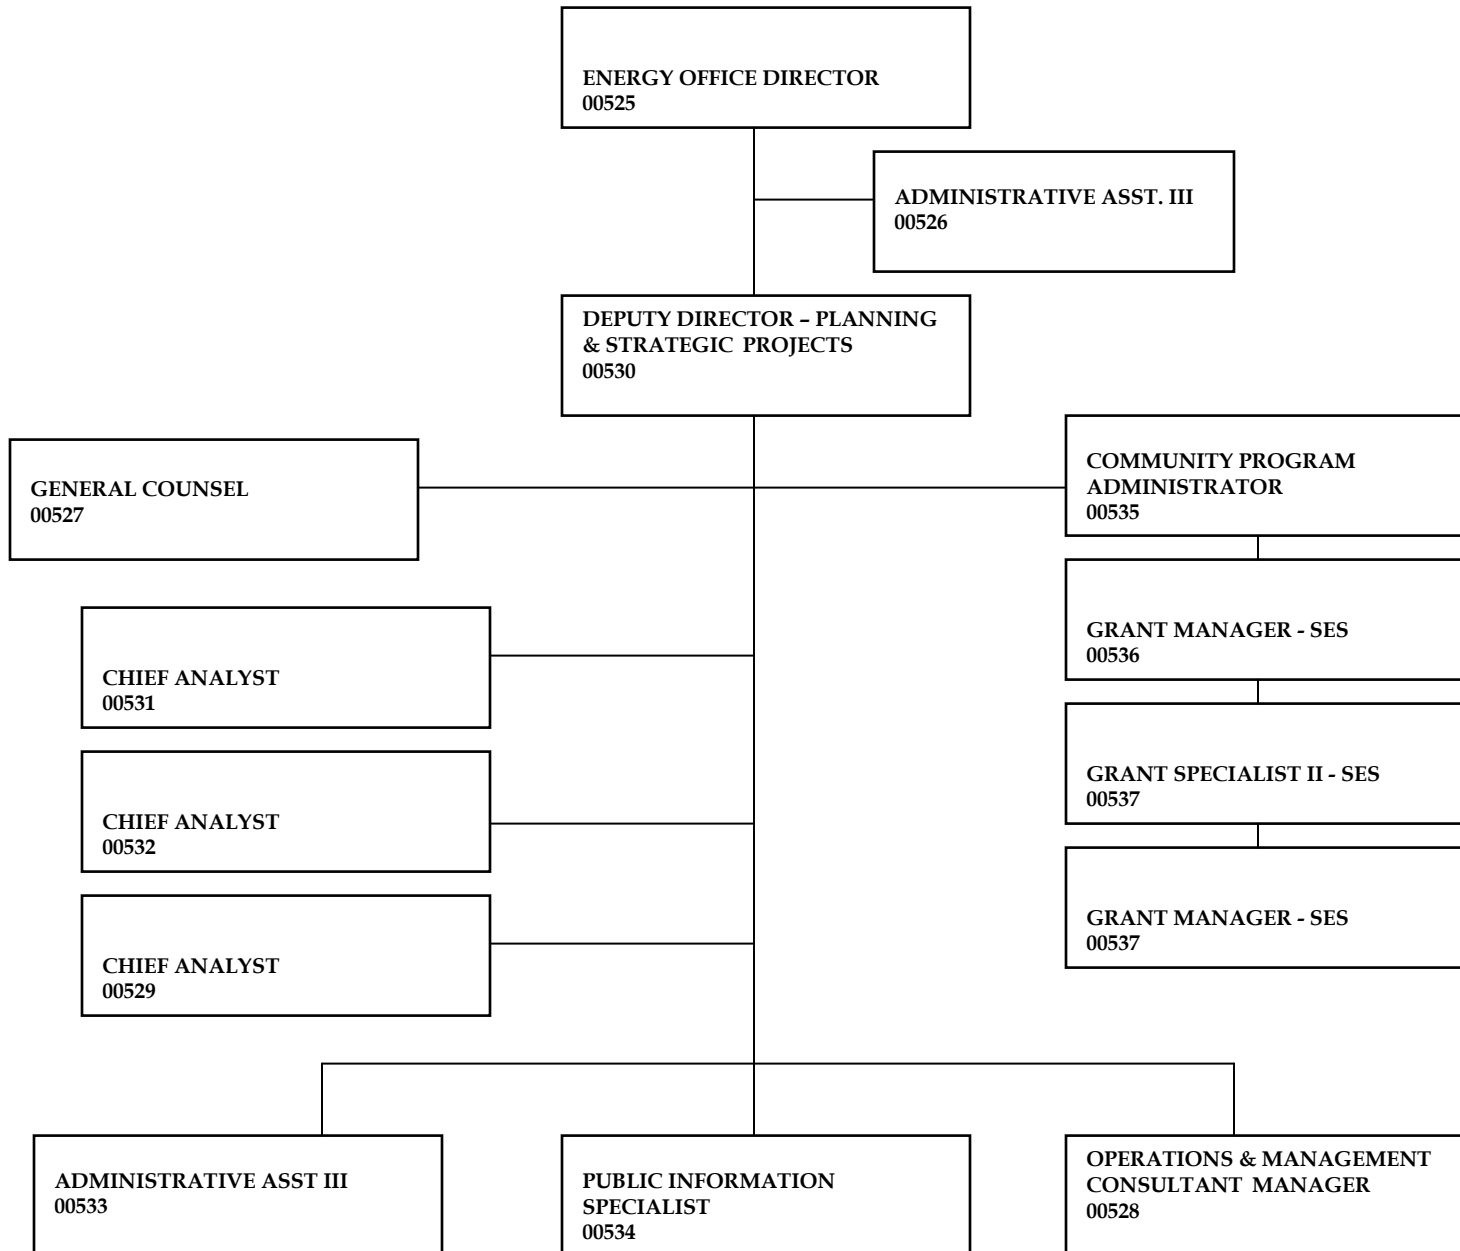 ENERGY OFFICE DIRECTOR
00525
ADMINISTRATIVE ASST. III
00526
DEPUTY DIRECTOR – PLANNING
& STRATEGIC PROJECTS
00530
GENERAL COUNSEL
00527
COMMUNITY PROGRAM
ADMINISTRATOR
00535
GRANT MANAGER - SES
00536
CHIEF ANALYST
00531
GRANT SPECIALIST II - SES
00537
CHIEF ANALYST
00532
GRANT MANAGER - SES
00537
CHIEF ANALYST
00529
ADMINISTRATIVE ASST III
00533
PUBLIC INFORMATION
SPECIALIST
00534
OPERATIONS & MANAGEMENT
CONSULTANT MANAGER
00528